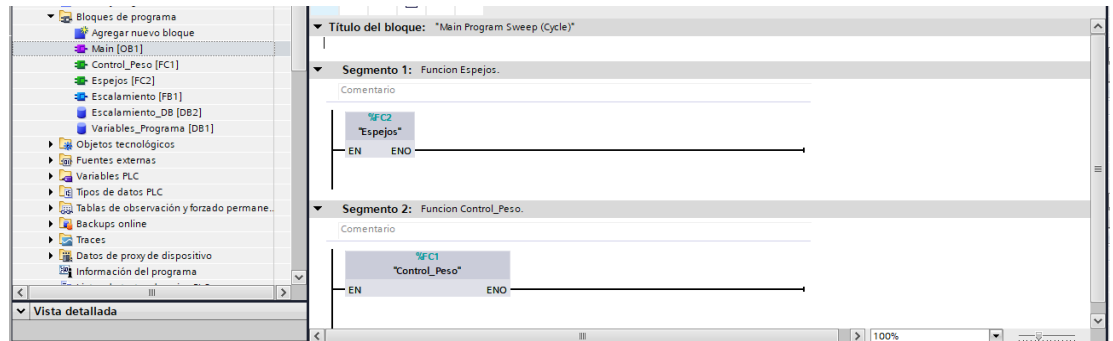 Bloques de programa
Agregar nuevo bloque
Main [OB1]
Control_Peso [FC1]
Espejos [FC2]
Escalamiento [FB1]
Escalamiento_DB [DB2]
Variables_Programa [DB1]
Objetos tecnológicos
Fuentes externas
Variables PLC
Tipos de datos PLC
Tablas de observación y forzado permane..
Backups online
Traces
Datos de proxy de dispositivo
Información del programa
Vista detallada
Título del bloque: "Main Program Sweep (Cycle)"
Segmento 1: Funcion Espejos.
Comentario
%FC2
"Espejos"
EN ENO
Segmento 2: Funcion Control_Peso.
Comentario
%FC1
"Control_Peso"
EN ENO
100%